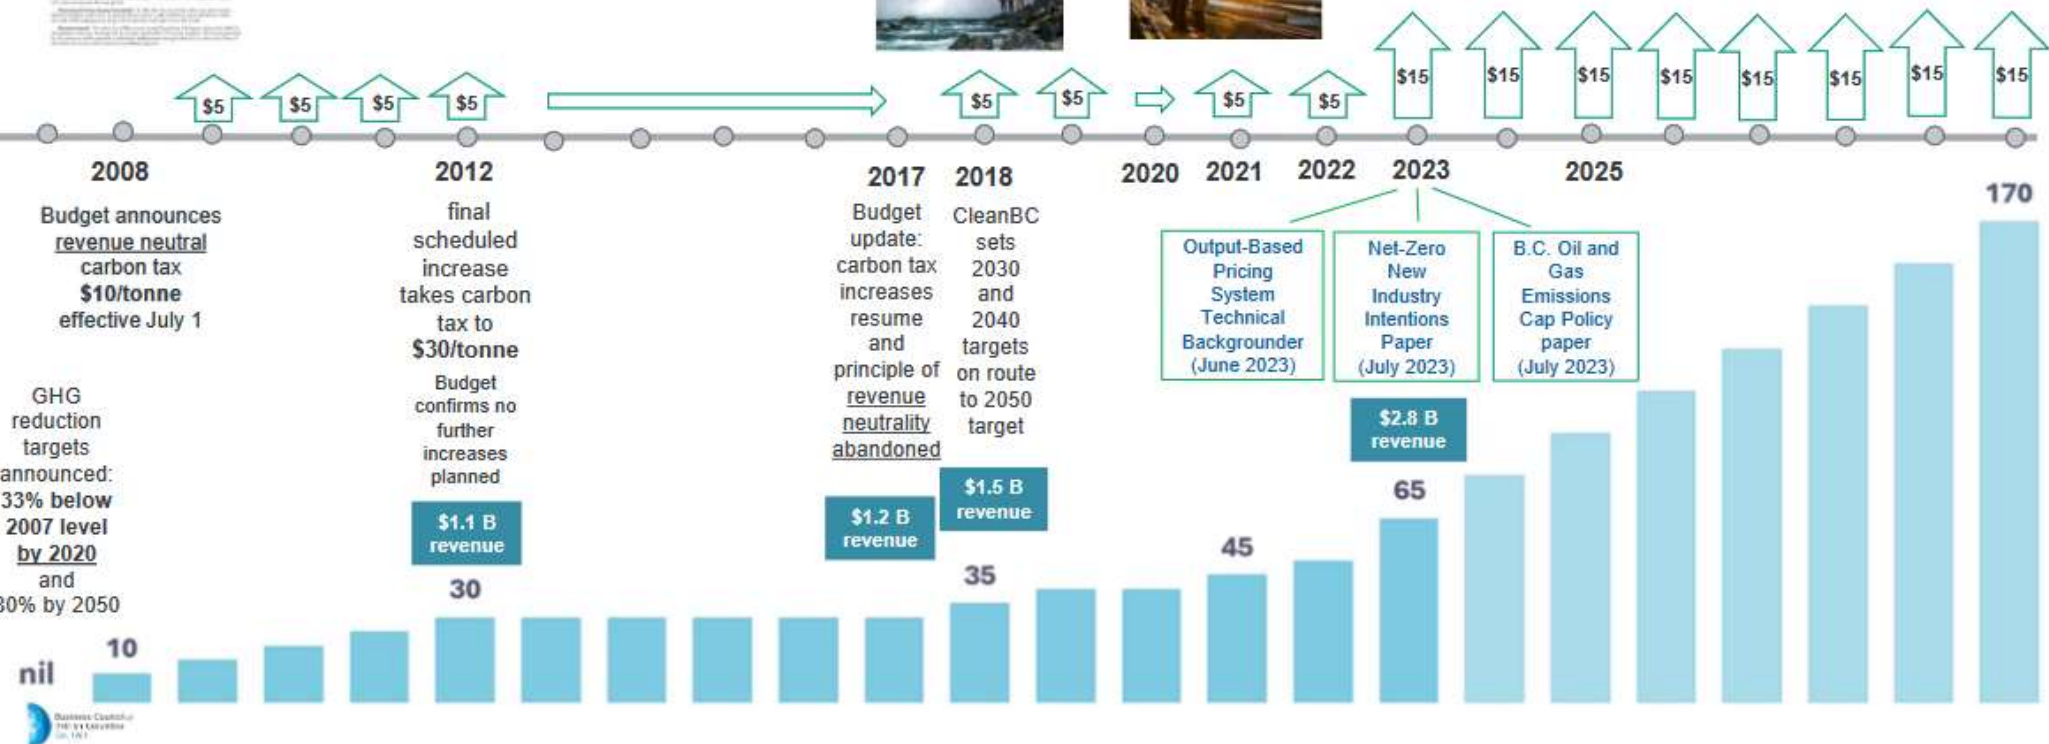 $5
$5
$5
$5
$5
$5
$5
$5
$15
$15
$15
$15
$15
$15
$15
$15
2008
2012
2017
2018
2020
2021
2022
2023
2025
Budget announces
revenue neutral
carbon tax
$10/tonne
effective July 1
GHG
reduction
targets
announced:
33% below
2007 level
by 2020
and
80% by 2050
final
scheduled
increase
takes carbon
tax to
$30/tonne
Budget
confirms no
further
increases
planned
$1.1 B
revenue
Budget
update:
carbon tax
increases
resume
and
principle of
revenue
neutrality
abandoned
$1.2 B
revenue
CleanBC
sets
2030
and
2040
targets
on route
to 2050
target
$1.5 B
revenue
Output-Based
Pricing
System
Technical
Backgrounder
(June 2023)
Net-Zero
New
Industry
Intentions
Paper
(July 2023)
B.C. Oil and
Gas
Emissions
Cap Policy
paper
(July 2023)
$2.8 B
revenue
nil
10
30
35
45
65
170
Business Council of